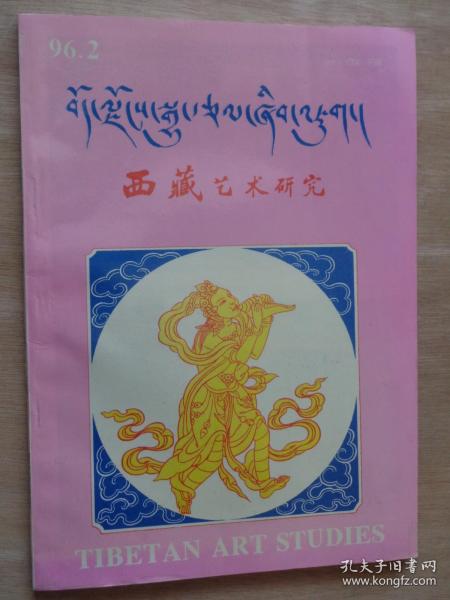 96.2
བོད་ལྗོངས་སྒྱུ་རྩལ་ཞིབ་འཇུག།
西藏艺术研究
TIBETAN ART STUDIES
孔夫子旧书网
www.kongfz.com